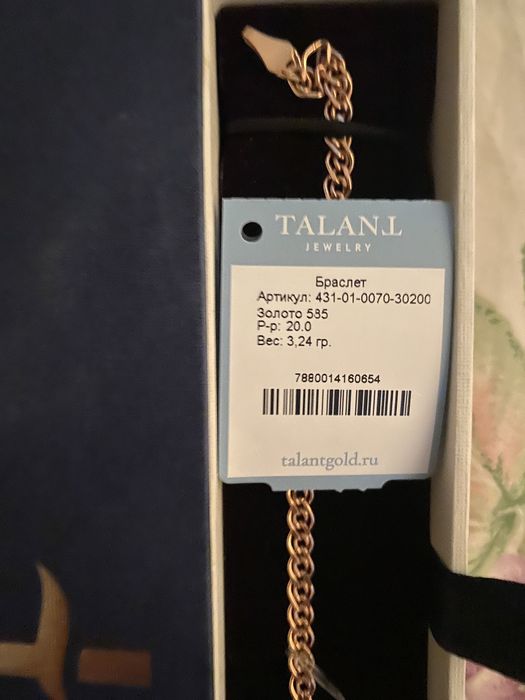 TALANT
JEWELRY
Браслет
Артикул: 431-01-0070-30200
Золото 585
Р-р: 20.0
Вес: 3,24 гр.
7880014160654
talantgold.ru